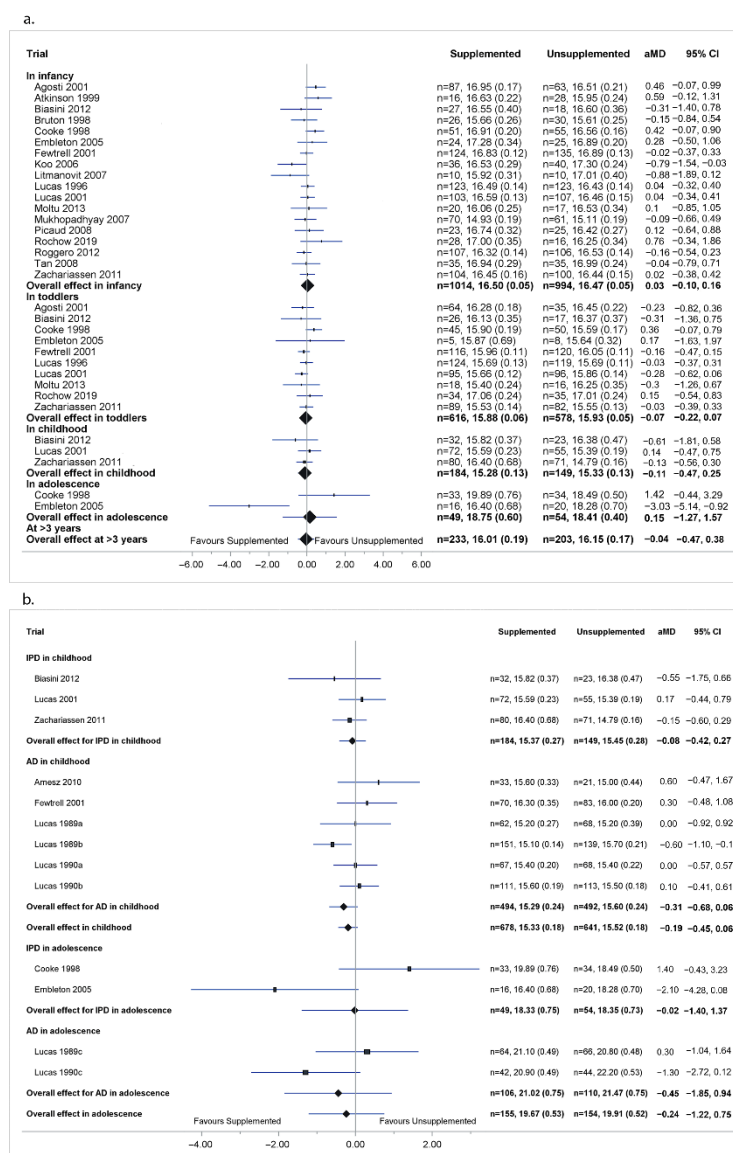 a.
Trial Supplemented Unsupplemented aMD 95% CI
In infancy
Agosti 2001 n=87, 16.95 (0.17) n=63, 16.51 (0.21) 0.46 −0.07, 0.99
Atkinson 1999 n=16, 16.63 (0.22) n=28, 15.95 (0.24) 0.59 −0.12, 1.31
Biasini 2012 n=27, 16.55 (0.40) n=18, 16.60 (0.36) −0.31 −1.40, 0.78
Bruton 1998 n=26, 15.66 (0.26) n=30, 15.61 (0.25) −0.15 −0.84, 0.54
Cooke 1998 n=51, 16.91 (0.20) n=55, 16.56 (0.16) 0.42 −0.07, 0.90
Embleton 2005 n=24, 17.28 (0.34) n=25, 16.89 (0.20) 0.28 −0.50, 1.06
Fewtrell 2001 n=124, 16.83 (0.12) n=135, 16.89 (0.13) −0.02 −0.37, 0.33
Koo 2006 n=36, 16.53 (0.29) n=40, 17.30 (0.24) −0.79 −1.54, −0.03
Litmanovit 2007 n=10, 15.92 (0.31) n=10, 17.01 (0.40) −0.88 −1.89, 0.12
Lucas 1996 n=123, 16.49 (0.14) n=123, 16.43 (0.14) 0.04 −0.32, 0.40
Lucas 2001 n=103, 16.59 (0.13) n=107, 16.46 (0.15) 0.04 −0.34, 0.41
Moltu 2013 n=20, 16.06 (0.25) n=17, 16.53 (0.34) 0.1 −0.85, 1.05
Mukhopadhyay 2007 n=70, 14.93 (0.19) n=61, 15.11 (0.19) −0.09 −0.66, 0.49
Picaud 2008 n=23, 16.74 (0.32) n=25, 16.42 (0.27) 0.12 −0.64, 0.88
Rochow 2019 n=28, 17.00 (0.35) n=16, 16.25 (0.34) 0.76 −0.34, 1.86
Roggero 2012 n=107, 16.32 (0.14) n=106, 16.53 (0.14) −0.16 −0.54, 0.23
Tan 2008 n=35, 16.94 (0.29) n=35, 16.99 (0.24) −0.04 −0.79, 0.71
Zachariassen 2011 n=104, 16.45 (0.16) n=100, 16.44 (0.15) 0.02 −0.38, 0.42
Overall effect in infancy n=1014, 16.50 (0.05) n=994, 16.47 (0.05) 0.03 −0.10, 0.16
In toddlers
Agosti 2001 n=64, 16.28 (0.18) n=35, 16.45 (0.22) −0.23 −0.82, 0.36
Biasini 2012 n=26, 16.13 (0.35) n=17, 16.37 (0.37) −0.31 −1.36, 0.75
Cooke 1998 n=45, 15.90 (0.19) n=50, 15.59 (0.17) 0.36 −0.07, 0.79
Embleton 2005 n=5, 15.87 (0.69) n=8, 15.64 (0.32) 0.17 −1.63, 1.97
Fewtrell 2001 n=116, 15.96 (0.11) n=120, 16.05 (0.11) −0.16 −0.47, 0.15
Lucas 1996 n=124, 15.69 (0.13) n=119, 15.69 (0.11) −0.03 −0.37, 0.31
Lucas 2001 n=95, 15.66 (0.12) n=96, 15.86 (0.14) −0.28 −0.62, 0.06
Moltu 2013 n=18, 15.40 (0.24) n=16, 16.25 (0.35) −0.3 −1.26, 0.67
Rochow 2019 n=34, 17.06 (0.24) n=35, 17.01 (0.24) 0.15 −0.54, 0.83
Zachariassen 2011 n=89, 15.53 (0.14) n=82, 15.55 (0.13) −0.03 −0.39, 0.33
Overall effect in toddlers n=616, 15.88 (0.06) n=578, 15.93 (0.05) −0.07 −0.22, 0.07
In childhood
Biasini 2012 n=32, 15.82 (0.37) n=23, 16.38 (0.47) −0.61 −1.81, 0.58
Lucas 2001 n=72, 15.59 (0.23) n=55, 15.39 (0.19) 0.14 −0.47, 0.75
Zachariassen 2011 n=80, 16.40 (0.68) n=71, 14.79 (0.16) −0.13 −0.56, 0.30
Overall effect in childhood n=184, 15.28 (0.13) n=149, 15.33 (0.13) −0.11 −0.47, 0.25
In adolescence
Cooke 1998 n=33, 19.89 (0.76) n=34, 18.49 (0.50) 1.42 −0.44, 3.29
Embleton 2005 n=16, 16.40 (0.68) n=20, 18.28 (0.70) −3.03 −5.14, −0.92
Overall effect in adolescence n=49, 18.75 (0.60) n=54, 18.41 (0.40) 0.15 −1.27, 1.57
At >3 years
Overall effect at >3 years Favours Supplemented Favours Unsupplemented n=233, 16.01 (0.19) n=203, 16.15 (0.17) −0.04 −0.47, 0.38
−6.00 −4.00 −2.00 0.00 2.00 4.00 6.00
b.
Trial Supplemented Unsupplemented aMD 95% CI
IPD in childhood
Biasini 2012 n=32, 15.82 (0.37) n=23, 16.38 (0.47) −0.55 −1.75, 0.66
Lucas 2001 n=72, 15.59 (0.23) n=55, 15.39 (0.19) 0.17 −0.44, 0.79
Zachariassen 2011 n=80, 16.40 (0.68) n=71, 14.79 (0.16) −0.15 −0.60, 0.29
Overall effect for IPD in childhood n=184, 15.37 (0.27) n=149, 15.45 (0.28) −0.08 −0.42, 0.27
AD in childhood
Amesz 2010 n=33, 15.60 (0.33) n=21, 15.00 (0.44) 0.60 −0.47, 1.67
Fewtrell 2001 n=70, 16.30 (0.35) n=83, 16.00 (0.20) 0.30 −0.48, 1.08
Lucas 1989a n=62, 15.20 (0.27) n=68, 15.20 (0.39) 0.00 −0.92, 0.92
Lucas 1989b n=151, 15.10 (0.14) n=139, 15.70 (0.21) −0.60 −1.10, −0.1
Lucas 1990a n=67, 15.40 (0.20) n=68, 15.40 (0.22) 0.00 −0.57, 0.57
Lucas 1990b n=111, 15.60 (0.19) n=113, 15.50 (0.18) 0.10 −0.41, 0.61
Overall effect for AD in childhood n=494, 15.29 (0.24) n=492, 15.60 (0.24) −0.31 −0.68, 0.06
Overall effect in childhood n=678, 15.33 (0.18) n=641, 15.52 (0.18) −0.19 −0.45, 0.06
IPD in adolescence
Cooke 1998 n=33, 19.89 (0.76) n=34, 18.49 (0.50) 1.40 −0.43, 3.23
Embleton 2005 n=16, 16.40 (0.68) n=20, 18.28 (0.70) −2.10 −4.28, 0.08
Overall effect for IPD in adolescence n=49, 18.33 (0.75) n=54, 18.35 (0.73) −0.02 −1.40, 1.37
AD in adolescence
Lucas 1989c n=64, 21.10 (0.49) n=66, 20.80 (0.48) 0.30 −1.04, 1.64
Lucas 1990c n=42, 20.90 (0.49) n=44, 22.20 (0.53) −1.30 −2.72, 0.12
Overall effect for AD in adolescence n=106, 21.02 (0.75) n=110, 21.47 (0.75) −0.45 −1.85, 0.94
Overall effect in adolescence n=155, 19.67 (0.53) n=154, 19.91 (0.52) −0.24 −1.22, 0.75
Favours Supplemented Favours Unsupplemented
−4.00 −2.00 0.00 2.00